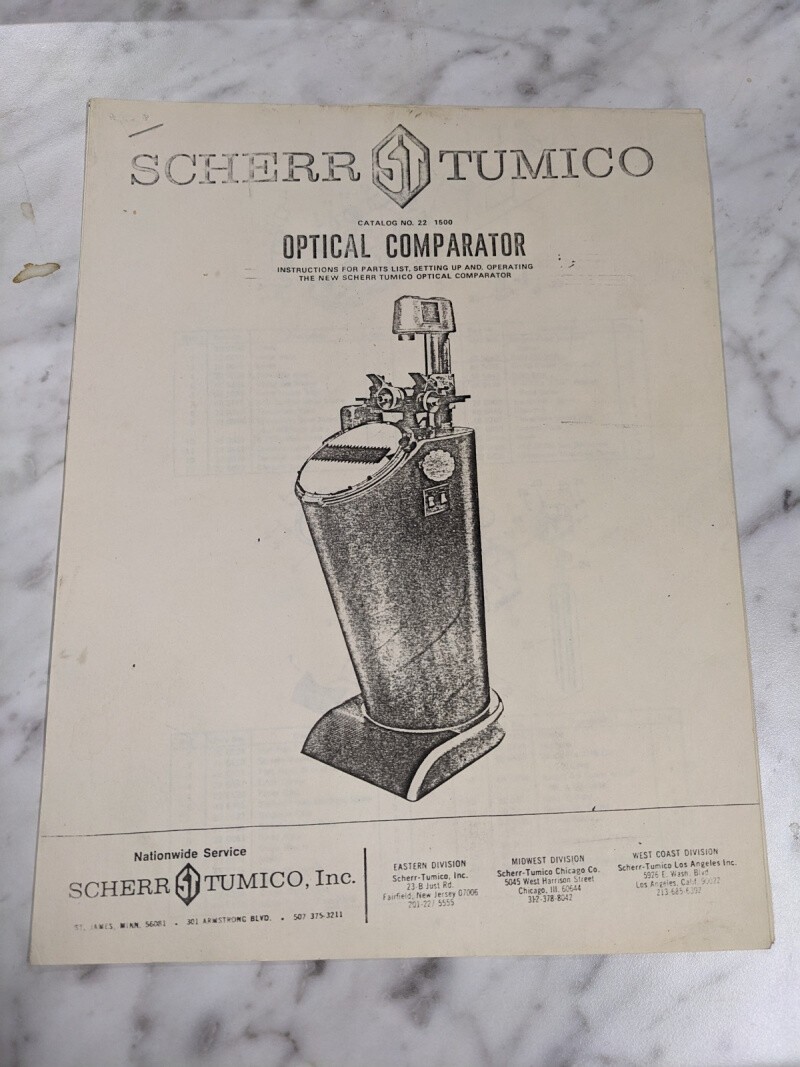 SCHERR ST TUMICO
CATALOG NO. 22 1500
OPTICAL COMPARATOR
INSTRUCTIONS FOR PARTS LIST, SETTING UP AND, OPERATING
THE NEW SCHERR TUMICO OPTICAL COMPARATOR
Nationwide Service
SCHERR ST TUMICO, Inc.
ST. JAMES, MINN. 56081 • 301 ARMSTRONG BLVD. • 507 375-3211
EASTERN DIVISION
Scherr-Tumico, Inc.
23-B Just Rd.
Fairfield, New Jersey 07006
201-227 5555
MIDWEST DIVISION
Scherr-Tumico Chicago Co.
5045 West Harrison Street
Chicago, Ill. 60644
312-378-8042
WEST COAST DIVISION
Scherr-Tumico Los Angeles Inc.
5926 E. Wash. Blvd.
Los Angeles, Calif.